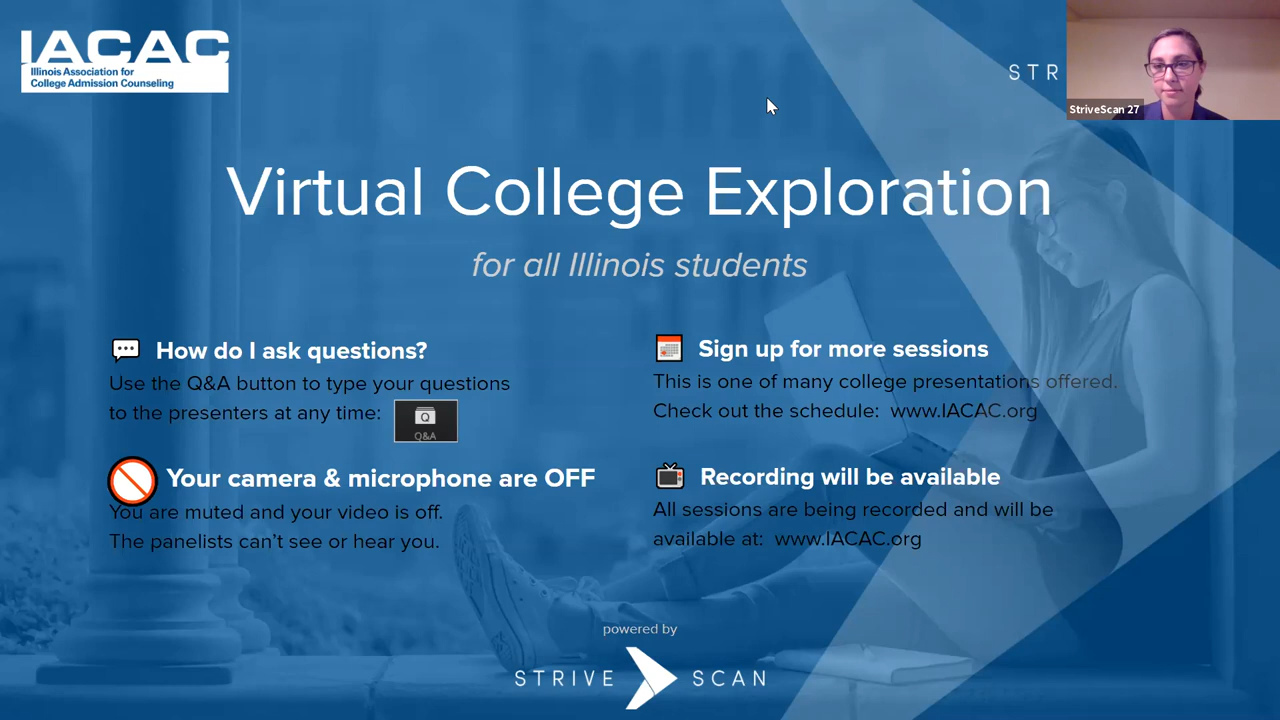 IACAC
Illinois Association for
College Admission Counseling
STR
StriveScan 27
Virtual College Exploration
for all Illinois students
How do I ask questions?
Use the Q&A button to type your questions
to the presenters at any time:
Q
Q&A
Sign up for more sessions
This is one of many college presentations offered.
Check out the schedule: www.IACAC.org
Your camera & microphone are OFF
You are muted and your video is off.
The panelists can't see or hear you.
Recording will be available
All sessions are being recorded and will be
available at: www.IACAC.org
powered by
STRIVE SCAN